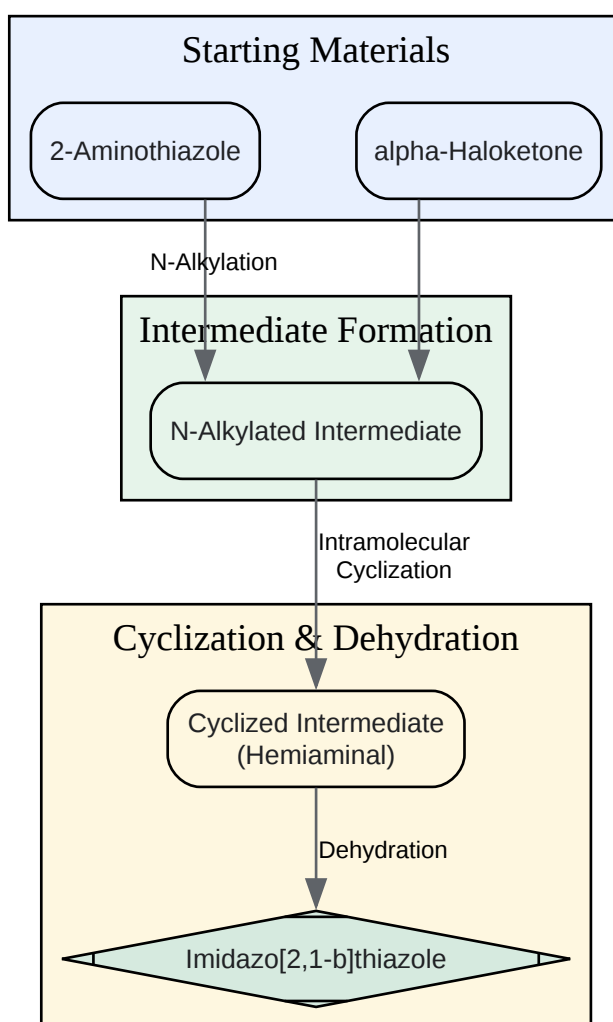 Starting Materials
2-Aminothiazole
alpha-Haloketone
N-Alkylation
Intermediate Formation
N-Alkylated Intermediate
Intramolecular
Cyclization
Cyclization & Dehydration
Cyclized Intermediate
(Hemiaminal)
Dehydration
Imidazo[2,1-b]thiazole